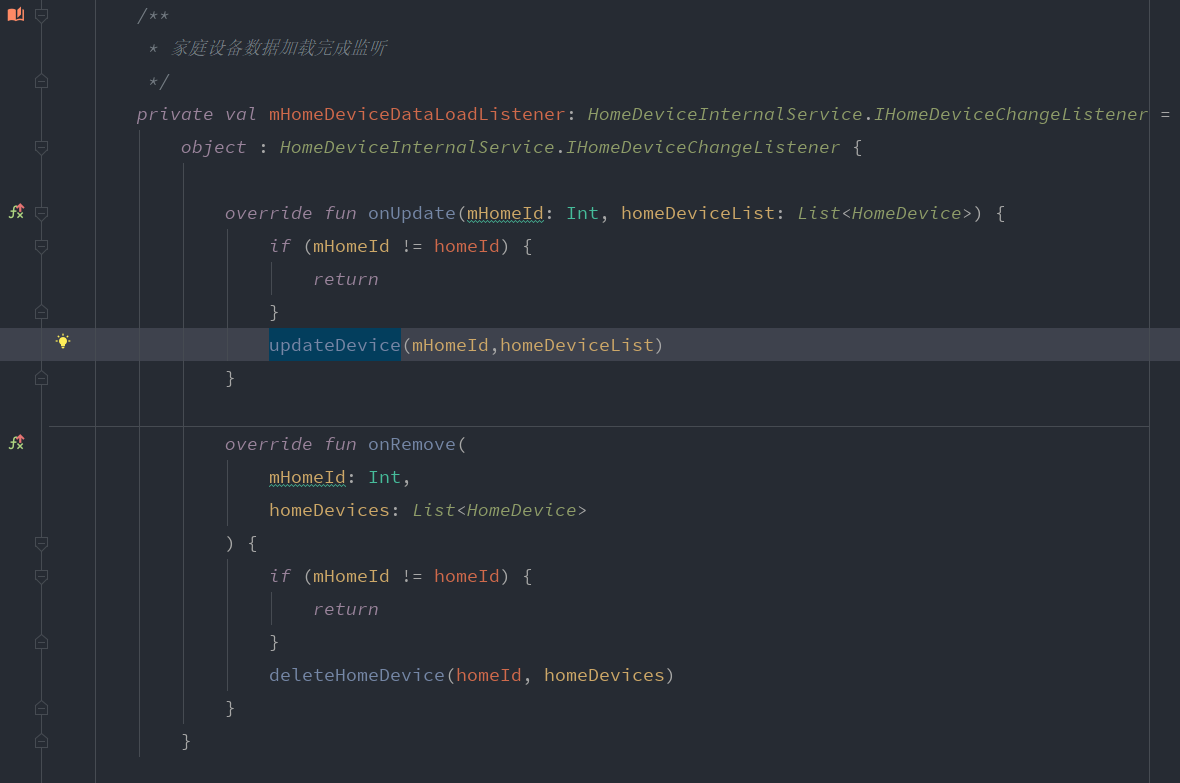 /**
* 家庭设备数据加载完成监听
*/
private val mHomeDeviceDataLoadListener: HomeDeviceInternalService.IHomeDeviceChangeListener =
object : HomeDeviceInternalService.IHomeDeviceChangeListener {
override fun onUpdate(mHomeId: Int, homeDeviceList: List<HomeDevice>) {
if (mHomeId != homeId) {
return
}
updateDevice(mHomeId,homeDeviceList)
}
override fun onRemove(
mHomeId: Int,
homeDevices: List<HomeDevice>
) {
if (mHomeId != homeId) {
return
}
deleteHomeDevice(homeId, homeDevices)
}
}